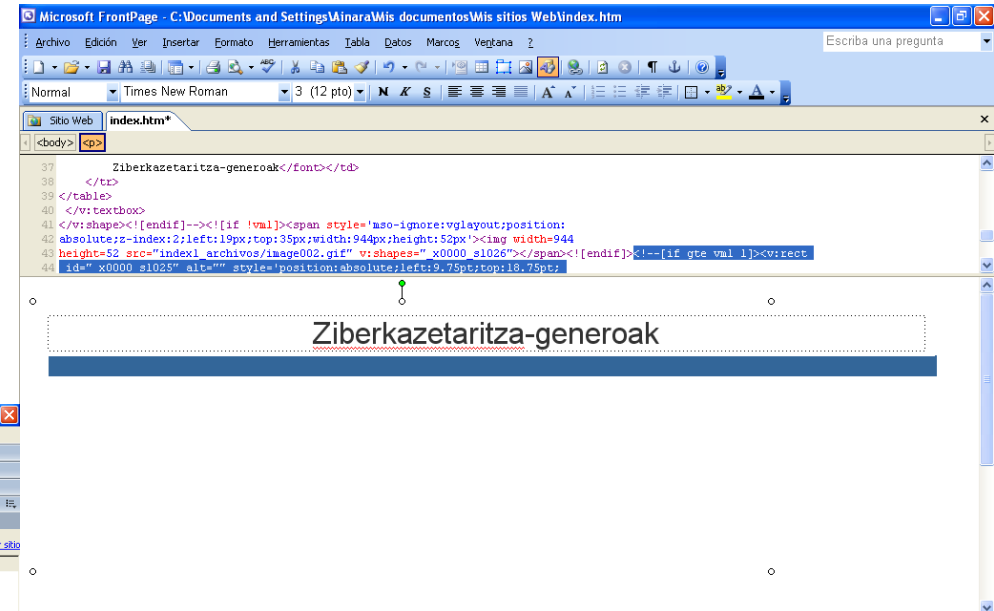 Microsoft FrontPage - C:\Documents and Settings\Ainara\Mis documentos\Mis sitios Web\index.htm
Archivo Edición Ver Insertar Formato Herramientas Tabla Datos Marcos Ventana ? Escriba una pregunta
Normal Times New Roman 3 (12 pto) N K S
Sitio Web index.htm* 
<body> <p>
37 Ziberkazetaritza-generoak</font></td>
38 </tr>
39 </table>
40 </v:textbox>
41 </v:shape><![endif]--><![if !vml]><span style='mso-ignore:vglayout;position:
42 absolute;z-index:2;left:19px;top:35px;width:944px;height:52px'><img width=944
43 height=52 src="index1_archivos/image002.gif" v:shapes="_x0000_s1026"></span><![endif]><!--[if gte vml 1]><v:rect
44 id="_x0000_s1025" alt="" style='position:absolute;left:9.75pt;top:18.75pt;
Ziberkazetaritza-generoak
sitio